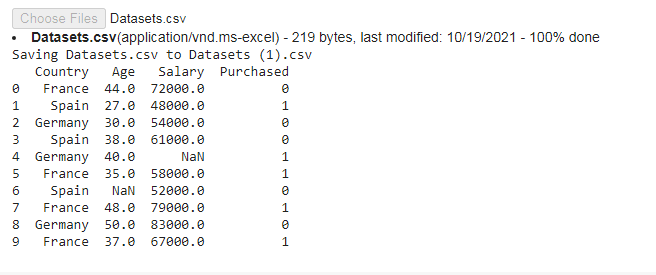 Choose Files Datasets.csv
• Datasets.csv(application/vnd.ms-excel) - 219 bytes, last modified: 10/19/2021 - 100% done
Saving Datasets.csv to Datasets (1).csv
   Country   Age   Salary  Purchased
0   France  44.0  72000.0          0
1    Spain  27.0  48000.0          1
2  Germany  30.0  54000.0          0
3    Spain  38.0  61000.0          0
4  Germany  40.0      NaN          1
5   France  35.0  58000.0          1
6    Spain   NaN  52000.0          0
7   France  48.0  79000.0          1
8  Germany  50.0  83000.0          0
9   France  37.0  67000.0          1